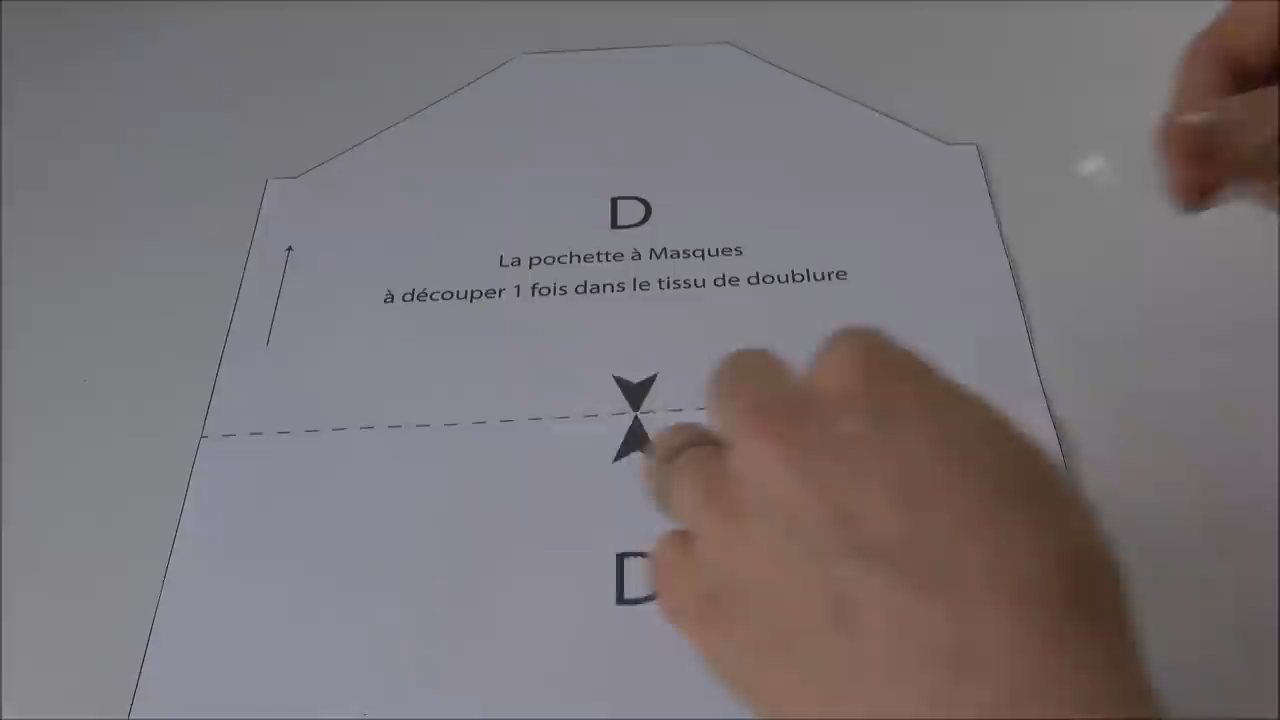 D
La pochette à Masques
à découper 1 fois dans le tissu de doublure
D